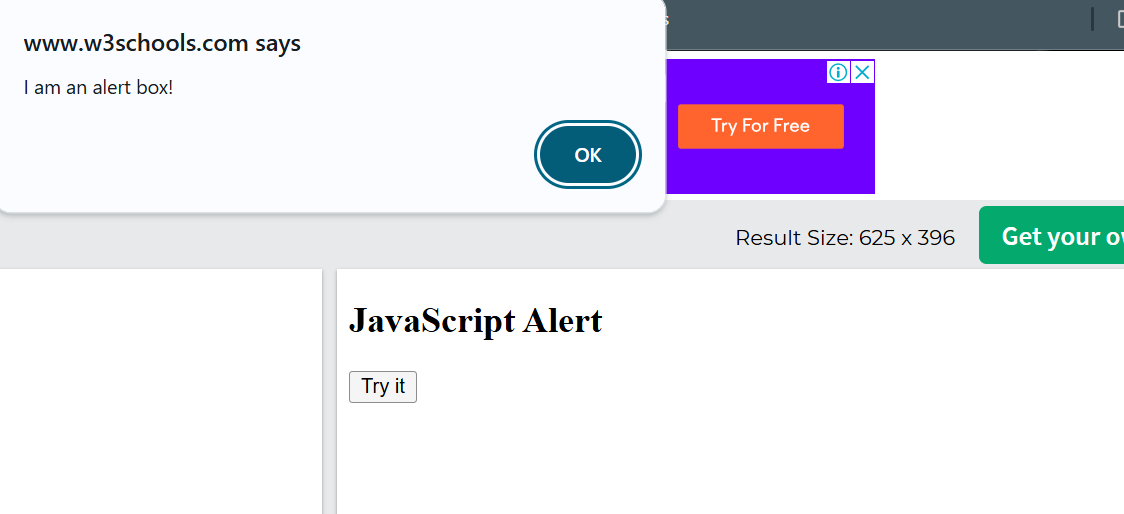 www.w3schools.com says
I am an alert box!
OK
Try For Free
Result Size: 625 x 396
Get your
JavaScript Alert
Try it